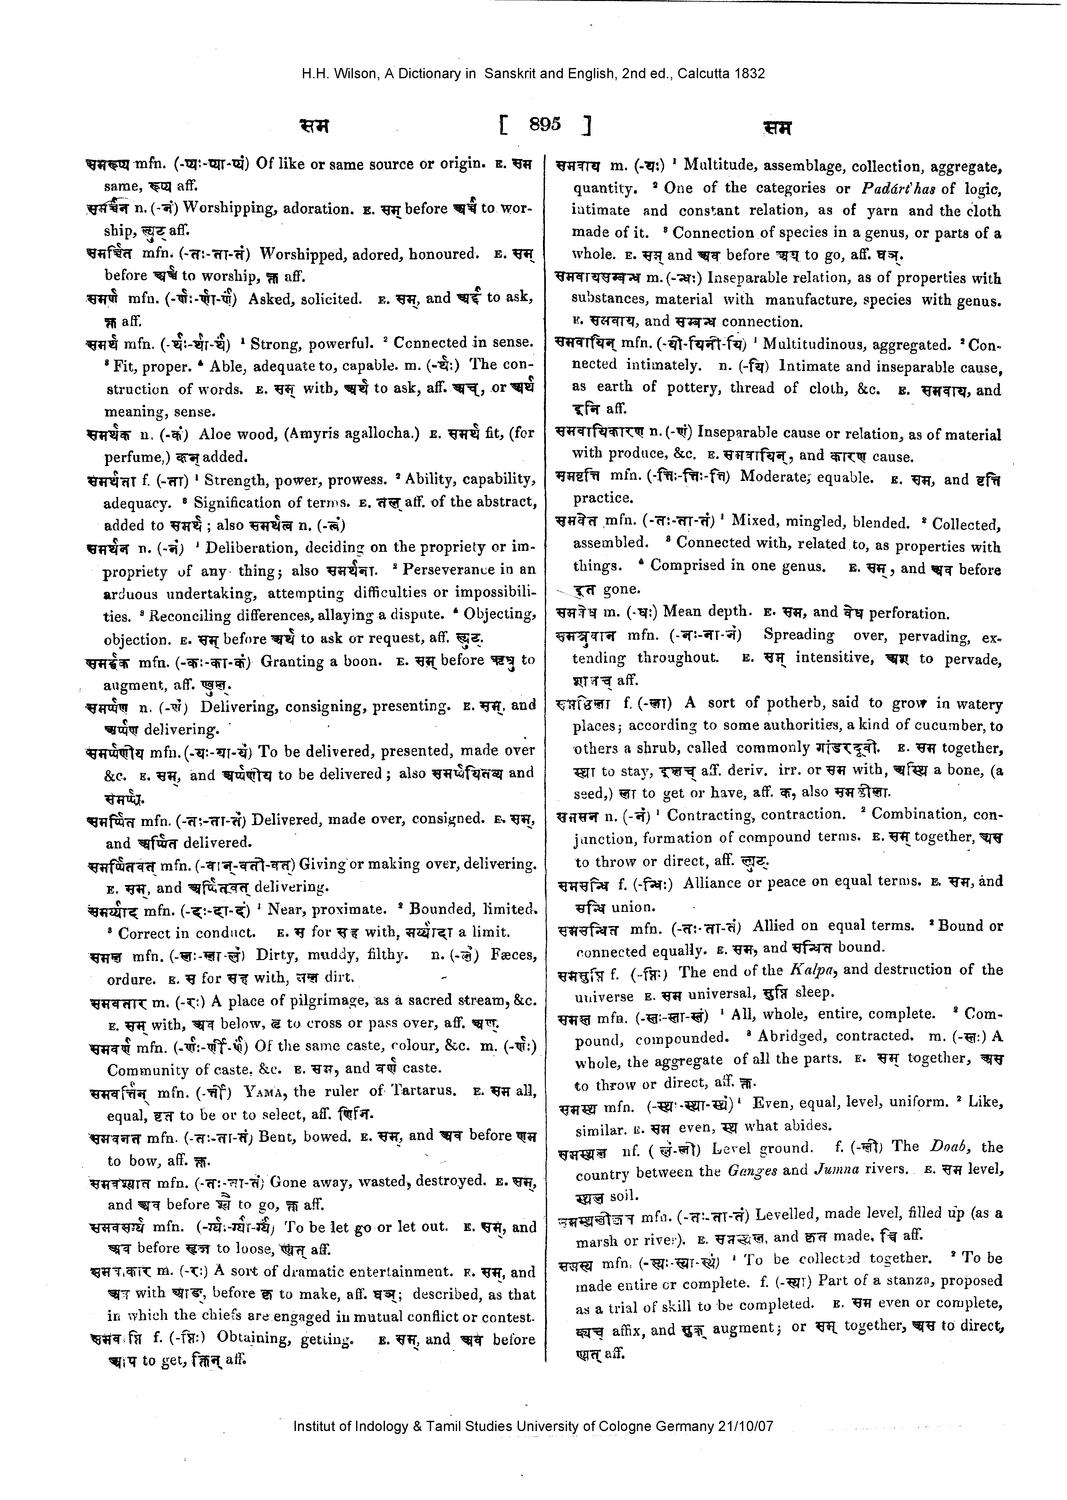 H.H. Wilson, A Dictionary in Sanskrit and English, 2nd ed., Calcutta 1832
सम [ 895 ] सम
समरूप्य mfn. (-प्यः-प्या-प्यं) Of like or same source or origin. E. सम
same, रूप्य aff.
समर्चन n. (-नं) Worshipping, adoration. E. सम् before अर्च to wor-
ship, ल्युट् aff.
समर्चित mfn. (-तः-ता-तं) Worshipped, adored, honoured. E. सम्
before अर्च to worship, क्त aff.
समर्ण mfn. (-र्णः-र्णा-र्णं) Asked, solicited. E. सम्, and अर्द्द to ask,
क्त aff.
समर्थ mfn. (-र्थः-र्था-र्थं) ¹ Strong, powerful. ² Connected in sense.
³ Fit, proper. ⁴ Able, adequate to, capable. m. (-र्थः) The con-
struction of words. E. सम् with, अर्थ to ask, aff. अच्, or अर्थ
meaning, sense.
समर्थक n. (-कं) Aloe wood, (Amyris agallocha.) E. समर्थ fit, (for
perfume,) कन् added.
समर्थता f. (-ता) ¹ Strength, power, prowess. ² Ability, capability,
adequacy. ³ Signification of terms. E. तल् aff. of the abstract,
added to समर्थ ; also समर्थत्व n. (-त्वं)
समर्थन n. (-नं) ¹ Deliberation, deciding on the propriety or im-
propriety of any thing; also समर्थना. ² Perseverance in an
arduous undertaking, attempting difficulties or impossibili-
ties. ³ Reconciling differences, allaying a dispute. ⁴ Objecting,
objection. E. सम् before अर्थ to ask or request, aff. ल्युट्.
समर्द्धक mfn. (-कः-का-कं) Granting a boon. E. सम् before ऋधु to
augment, aff. ण्वुल्.
समर्प्पण n. (-णं) Delivering, consigning, presenting. E. सम्, and
अर्प्पण delivering.
समर्प्पणीय mfn. (-यः-या-यं) To be delivered, presented, made over
&c. E. सम्, and अर्प्पणीय to be delivered ; also समर्प्पयितव्य and
समर्प्प्य.
समर्प्पित mfn. (-तः-ता-तं) Delivered, made over, consigned. E. सम्,
and अर्प्पित delivered.
समर्प्पितवत् mfn. (-वान्-वती-वत्) Giving or making over, delivering.
E. सम्, and अर्प्पितवत् delivering.
समर्य्याद mfn. (-दः-दा-दं) ¹ Near, proximate. ² Bounded, limited.
³ Correct in conduct. E. स for सह with, मर्य्यादा a limit.
समल mfn. (-लः-ला-लं) Dirty, muddy, filthy. n. (-लं) Fæces,
ordure. E. स for सह with, मल dirt.
समवतार m. (-रः) A place of pilgrimage, as a sacred stream, &c.
E. सम् with, अव below, तॄ to cross or pass over, aff. घञ्.
समवर्ण mfn. (-र्णः-र्णा-र्णं) Of the same caste, colour, &c. m. (-र्णः)
Community of caste, &c. E. सम, and वर्ण caste.
समवर्त्तिन् mfn. (-र्त्ती) YAMA, the ruler of Tartarus. E. सम all,
equal, वृत to be or to select, aff. णिनि.
समवनत mfn. (-तः-ता-तं) Bent, bowed. E. सम्, and अव before णम
to bow, aff. क्त.
समवश्यात mfn. (-तः-ता-तं) Gone away, wasted, destroyed. E. सम्,
and अव before श्यै to go, क्त aff.
समवसर्ग्य mfn. (-र्ग्यः-र्ग्या-र्ग्यं) To be let go or let out. E. सम्, and
अव before सृज to loose, ण्यत् aff.
समवकार m. (-रः) A sort of dramatic entertainment. E. सम्, and
अव with आङ्, before कृ to make, aff. घञ्; described, as that
in which the chiefs are engaged in mutual conflict or contest.
समवाप्ति f. (-प्तिः) Obtaining, getting. E. सम्, and अव before
आप to get, क्तिन् aff.
समवाय m. (-यः) ¹ Multitude, assemblage, collection, aggregate,
quantity. ² One of the categories or Padárt'has of logic,
intimate and constant relation, as of yarn and the cloth
made of it. ³ Connection of species in a genus, or parts of a
whole. E. सम् and अव before अय to go, aff. घञ्.
समवायसम्बन्ध m. (-न्धः) Inseparable relation, as of properties with
substances, material with manufacture, species with genus.
E. समवाय, and सम्बन्ध connection.
समवायिन् mfn. (-यी-यिनी-यि) ¹ Multitudinous, aggregated. ² Con-
nected intimately. n. (-यि) Intimate and inseparable cause,
as earth of pottery, thread of cloth, &c. E. समवाय, and
इनि aff.
समवायिकारण n. (-णं) Inseparable cause or relation, as of material
with produce, &c. E. समवायिन्, and कारण cause.
समवृत्ति mfn. (-त्तिः-त्तिः-त्ति) Moderate, equable. E. सम, and वृत्ति
practice.
समवेत mfn. (-तः-ता-तं) ¹ Mixed, mingled, blended. ² Collected,
assembled. ³ Connected with, related to, as properties with
things. ⁴ Comprised in one genus. E. सम्, and अव before
इत gone.
समवेध m. (-धः) Mean depth. E. सम, and वेध perforation.
समश्नुवान mfn. (-नः-ना-नं) Spreading over, pervading, ex-
tending throughout. E. सम् intensitive, अश to pervade,
शानच् aff.
समष्ठिला f. (-ला) A sort of potherb, said to grow in watery
places; according to some authorities, a kind of cucumber, to
others a shrub, called commonly गांडरदूर्वा. E. सम together,
स्था to stay, इलच् aff. deriv. irr. or सम with, अस्थि a bone, (a
seed,) ला to get or have, aff. क, also समष्ठीला.
समसन n. (-नं) ¹ Contracting, contraction. ² Combination, con-
junction, formation of compound terms. E. सम् together, अस
to throw or direct, aff. ल्युट्.
समसन्धि f. (-न्धिः) Alliance or peace on equal terms. E. सम, and
सन्धि union.
समसन्धित mfn. (-तः-ता-तं) Allied on equal terms. ² Bound or
connected equally. E. सम, and सन्धित bound.
समसुप्ति f. (-प्तिः) The end of the Kalpa, and destruction of the
universe E. सम universal, सुप्ति sleep.
समस्त mfn. (-स्तः-स्ता-स्तं) ¹ All, whole, entire, complete. ² Com-
pound, compounded. ³ Abridged, contracted. m. (-स्तः) A
whole, the aggregate of all the parts. E. सम् together, अस
to throw or direct, aff. क्त.
समस्थ mfn. (-स्थः-स्था-स्थं) ¹ Even, equal, level, uniform. ² Like,
similar. E. सम even, स्थ what abides.
समस्थल nf. (-लं-ली) Level ground. f. (-ली) The Doab, the
country between the Ganges and Jumna rivers. E. सम level,
स्थल soil.
समस्थलीकृत mfn. (-तः-ता-तं) Levelled, made level, filled up (as a
marsh or river). E. समस्थल, and कृत made, च्वि aff.
समस्य mfn. (-स्यः-स्या-स्यं) ¹ To be collected together. ² To be
made entire or complete. f. (-स्या) Part of a stanza, proposed
as a trial of skill to be completed. E. सम even or complete,
क्यच् affix, and सुक् augment; or सम् together, अस to direct,
ण्यत् aff.
Institut of Indology & Tamil Studies University of Cologne Germany 21/10/07